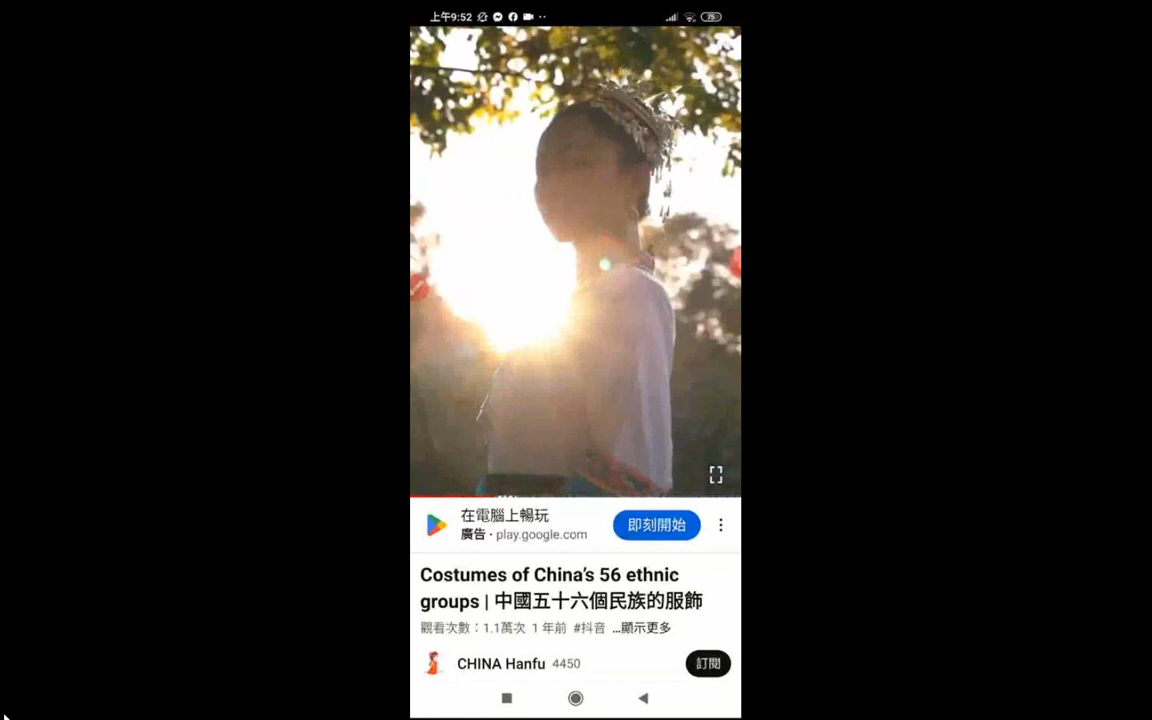 上午9:52
75
在電腦上暢玩
廣告 · play.google.com
即刻開始
Costumes of China's 56 ethnic
groups | 中國五十六個民族的服飾
觀看次數：1.1萬次 1 年前 #抖音 ...顯示更多
CHINA Hanfu 4450
訂閱